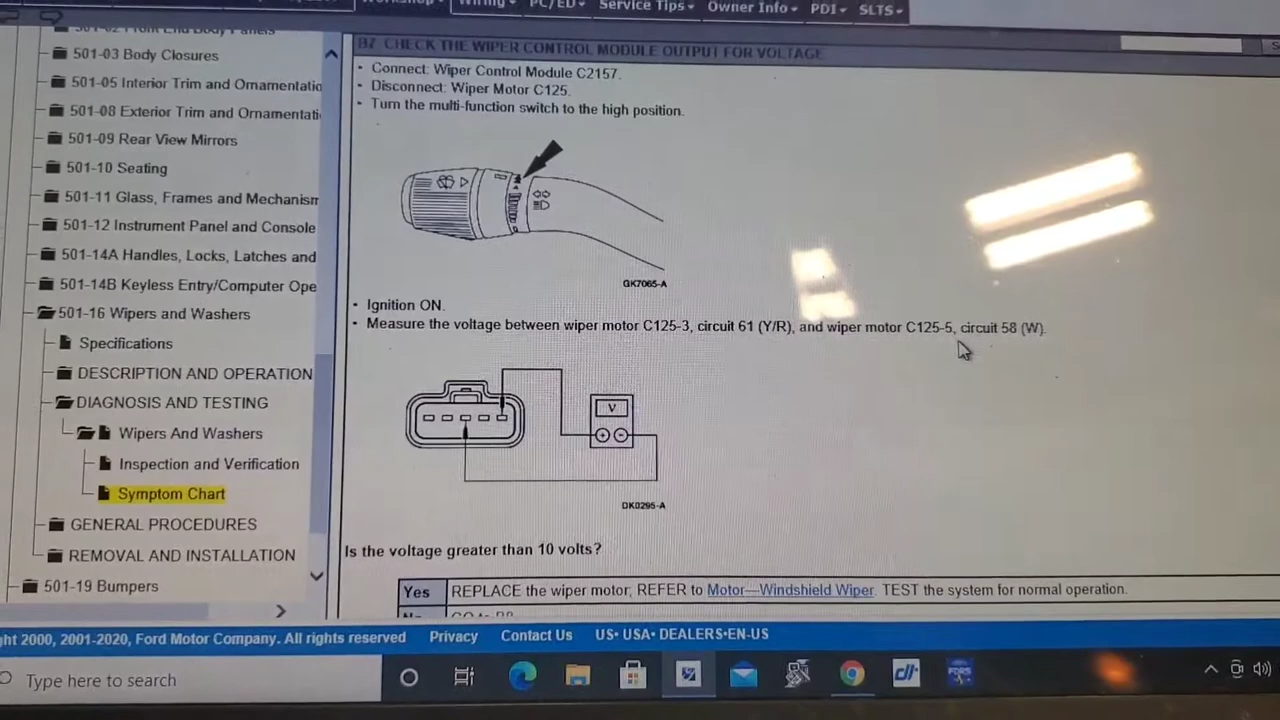 Wiring
PC/ED
Service Tips
Owner Info
PDI
SLTS
501-03 Body Closures
501-05 Interior Trim and Ornamentatio
501-08 Exterior Trim and Ornamentati
501-09 Rear View Mirrors
501-10 Seating
501-11 Glass, Frames and Mechanism
501-12 Instrument Panel and Console
501-14A Handles, Locks, Latches and
501-14B Keyless Entry/Computer Ope
501-16 Wipers and Washers
Specifications
DESCRIPTION AND OPERATION
DIAGNOSIS AND TESTING
Wipers And Washers
Inspection and Verification
Symptom Chart
GENERAL PROCEDURES
REMOVAL AND INSTALLATION
501-19 Bumpers
B7 CHECK THE WIPER CONTROL MODULE OUTPUT FOR VOLTAGE
• Connect: Wiper Control Module C2157.
• Disconnect: Wiper Motor C125.
• Turn the multi-function switch to the high position.
GK7065-A
• Ignition ON.
• Measure the voltage between wiper motor C125-3, circuit 61 (Y/R), and wiper motor C125-5, circuit 58 (W).
V
+ −
DK0295-A
Is the voltage greater than 10 volts?
Yes REPLACE the wiper motor; REFER to Motor—Windshield Wiper. TEST the system for normal operation.
ght 2000, 2001-2020, Ford Motor Company. All rights reserved Privacy Contact Us US• USA• DEALERS•EN-US
Type here to search
FDRS